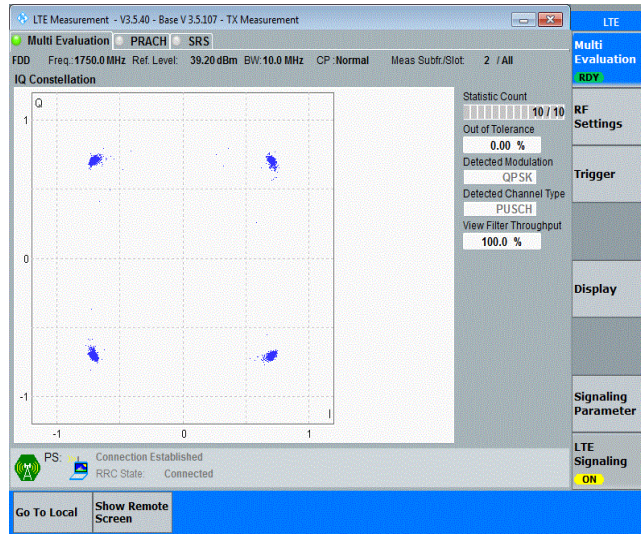 LTE Measurement - V3.5.40 - Base V 3.5.107 - TX Measurement
LTE
Multi Evaluation PRACH SRS
FDD Freq.: 1750.0 MHz Ref. Level: 39.20 dBm BW: 10.0 MHz CP : Normal Meas Subfr./Slot: 2 / All
IQ Constellation
Q
1
0
-1
-1 0 1
I
Statistic Count
10 / 10
Out of Tolerance
0.00 %
Detected Modulation
QPSK
Detected Channel Type
PUSCH
View Filter Throughput
100.0 %
Multi
Evaluation
RDY
RF
Settings
Trigger
Display
Signaling
Parameter
LTE
Signaling
ON
PS: Connection Established
RRC State: Connected
Go To Local
Show Remote
Screen